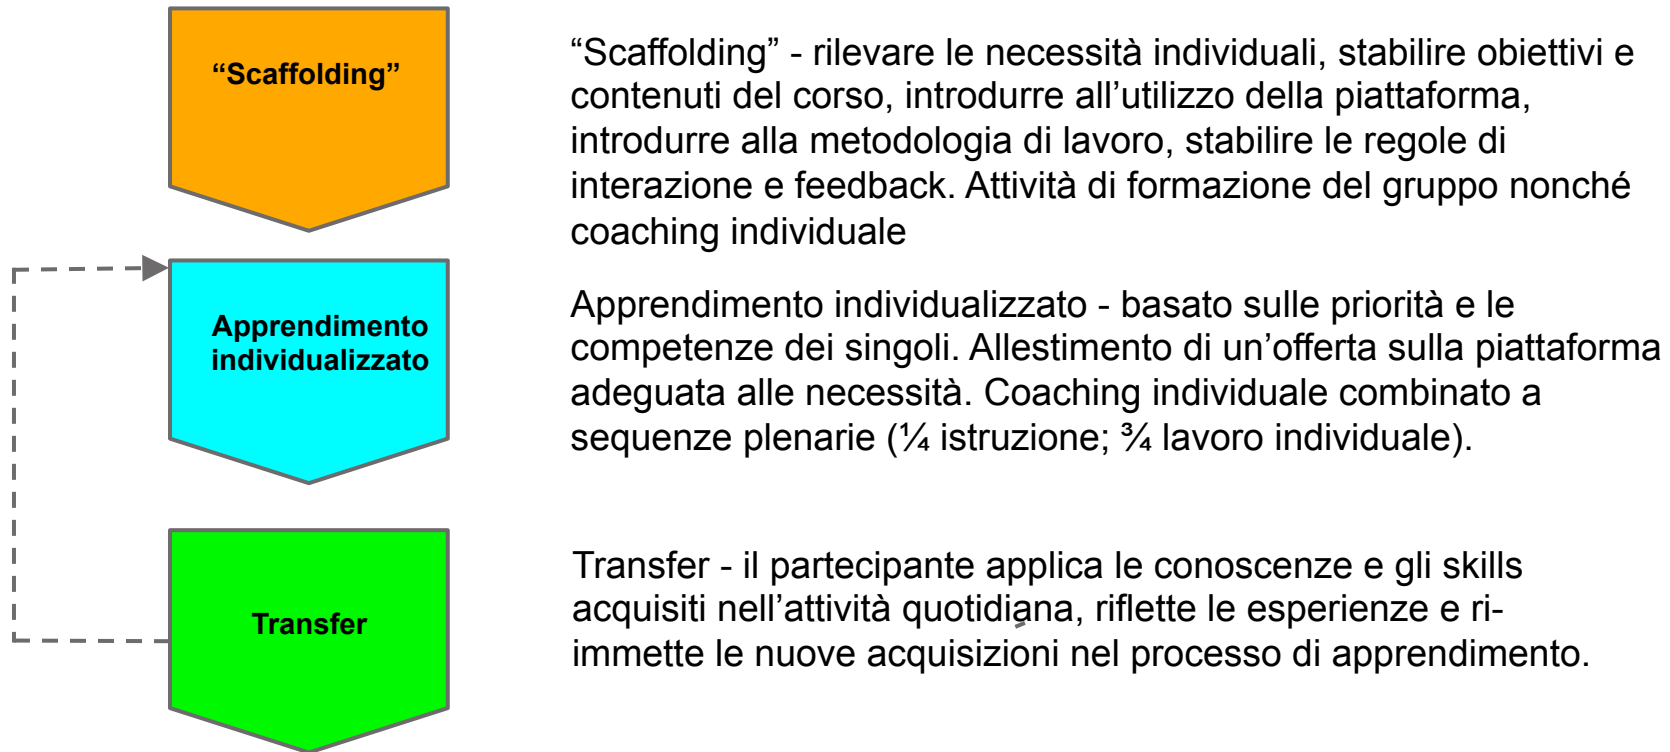 “Scaffolding”
“Scaffolding” - rilevare le necessità individuali, stabilire obiettivi e
contenuti del corso, introdurre all’utilizzo della piattaforma,
introdurre alla metodologia di lavoro, stabilire le regole di
interazione e feedback. Attività di formazione del gruppo nonché
coaching individuale
Apprendimento
individualizzato
Apprendimento individualizzato - basato sulle priorità e le
competenze dei singoli. Allestimento di un’offerta sulla piattaforma
adeguata alle necessità. Coaching individuale combinato a
sequenze plenarie (¼ istruzione; ¾ lavoro individuale).
Transfer
Transfer - il partecipante applica le conoscenze e gli skills
acquisiti nell’attività quotidiana, riflette le esperienze e ri-
immette le nuove acquisizioni nel processo di apprendimento.